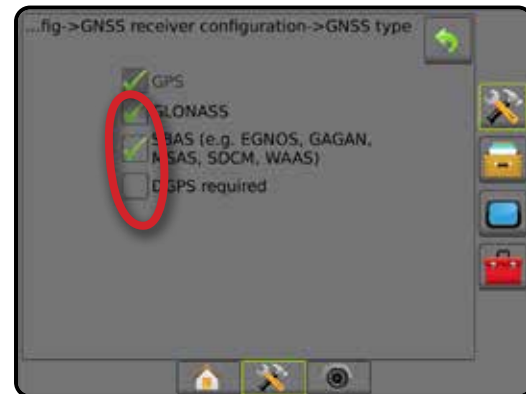 ...fig->GNSS receiver configuration->GNSS type
GPS
GLONASS
SBAS (e.g. EGNOS, GAGAN,
MSAS, SDCM, WAAS)
DGPS required